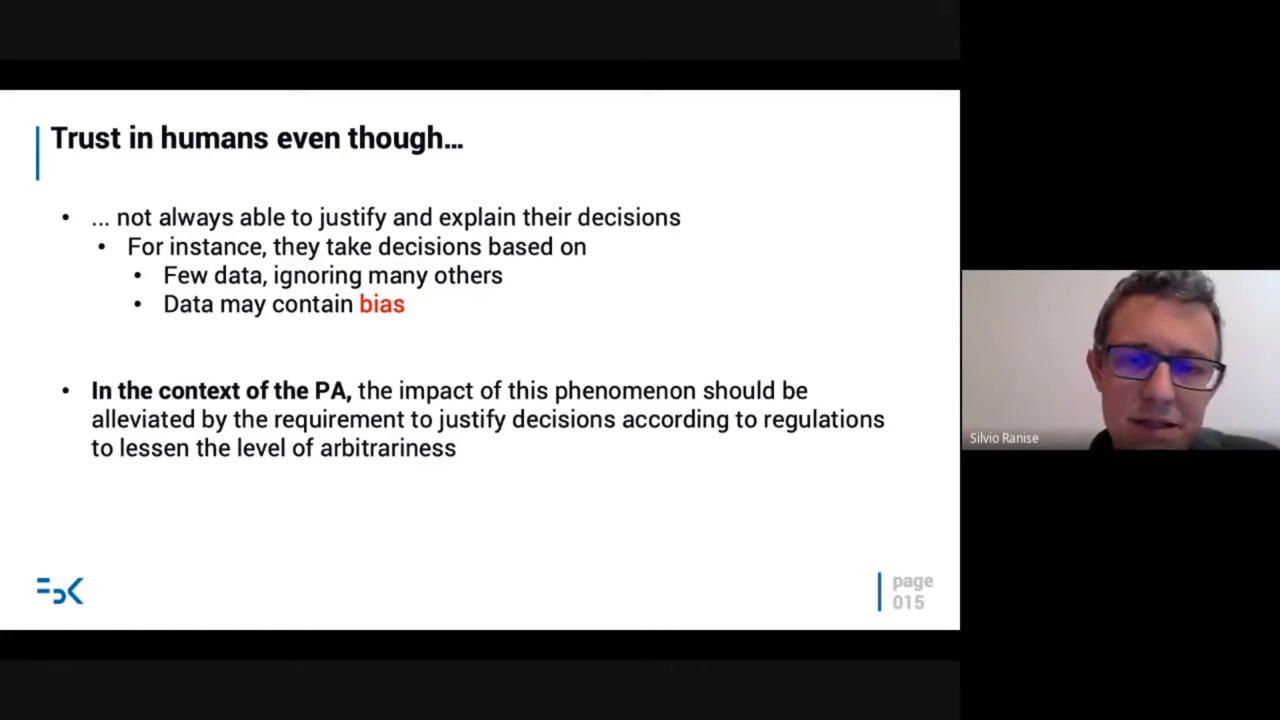 Trust in humans even though...
• ... not always able to justify and explain their decisions
• For instance, they take decisions based on
• Few data, ignoring many others
• Data may contain bias
• In the context of the PA, the impact of this phenomenon should be
alleviated by the requirement to justify decisions according to regulations
to lessen the level of arbitrariness
FBK
page
015
Silvio Ranise